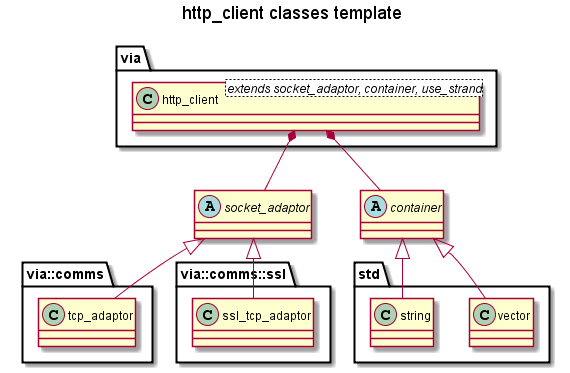 http_client classes template
via
C http_client
extends socket_adaptor, container, use_strand
A socket_adaptor
A container
via::comms
via::comms::ssl
std
C tcp_adaptor
C ssl_tcp_adaptor
C string
C vector